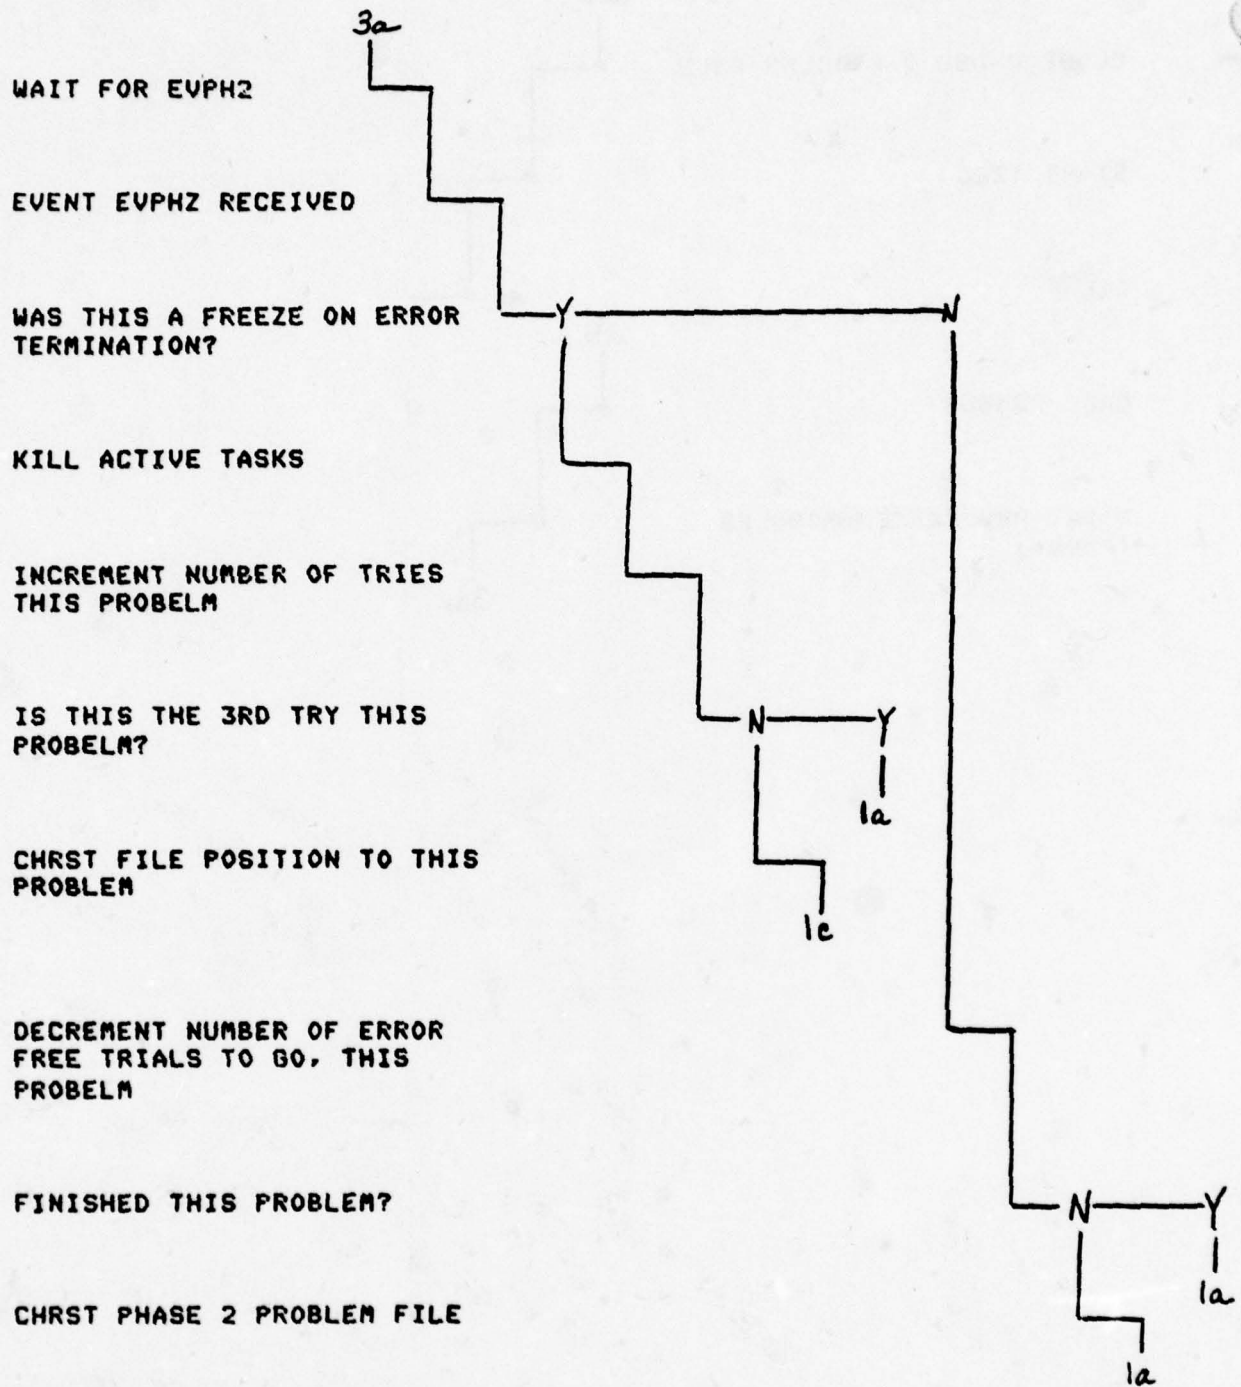 3a
WAIT FOR EVPH2
EVENT EVPHZ RECEIVED
WAS THIS A FREEZE ON ERROR
TERMINATION?
Y N
KILL ACTIVE TASKS
INCREMENT NUMBER OF TRIES
THIS PROBELM
IS THIS THE 3RD TRY THIS
PROBELM?
N Y
1a
CHRST FILE POSITION TO THIS
PROBLEM
1c
DECREMENT NUMBER OF ERROR
FREE TRIALS TO GO, THIS
PROBELM
FINISHED THIS PROBLEM?
N Y
1a
CHRST PHASE 2 PROBLEM FILE
1a